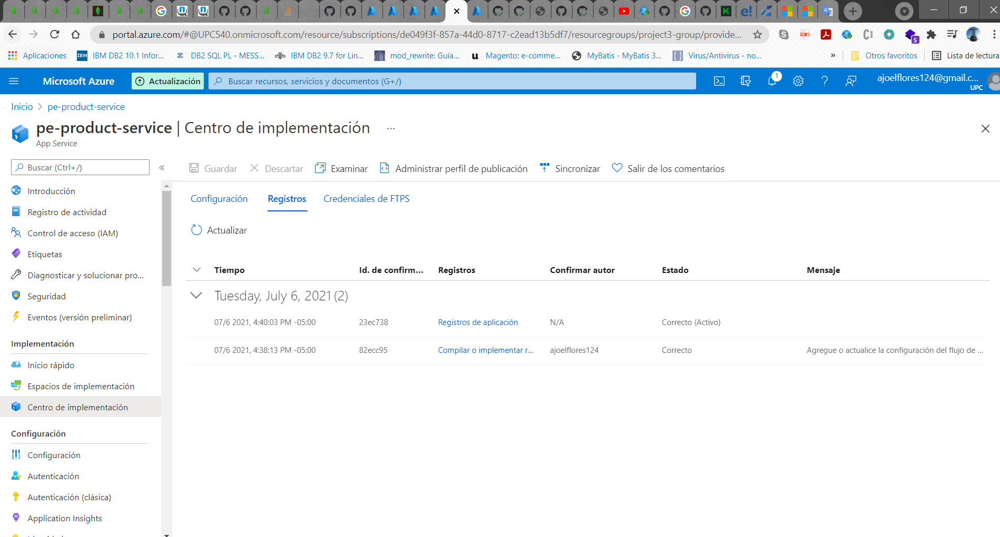 portal.azure.com/#@UPC540.onmicrosoft.com/resource/subscriptions/de049f3f-857a-44d0-8717-c2ead13b5df7/resourcegroups/project3-group/provide...
5
Aplicaciones
IBM DB2 10.1 Infor...
DB2 SQL PL - MESS...
IBM DB2 9.7 for Lin...
mod_rewrite: Guía...
Magento: e-comme...
MyBatis - MyBatis 3...
Virus/Antivirus - no...
»
Otros favoritos
Lista de lectura
Microsoft Azure
Actualización
Buscar recursos, servicios y documentos (G+/)
1
ajoelflores124@gmail.c...
UPC
Inicio > pe-product-service
pe-product-service | Centro de implementación ...
App Service
Buscar (Ctrl+/)
«
Guardar
Descartar
Examinar
Administrar perfil de publicación
Sincronizar
Salir de los comentarios
Introducción
Registro de actividad
Control de acceso (IAM)
Etiquetas
Diagnosticar y solucionar pro...
Seguridad
Eventos (versión preliminar)
Implementación
Inicio rápido
Espacios de implementación
Centro de implementación
Configuración
Configuración
Autenticación
Autenticación (clásica)
Application Insights
Configuración
Registros
Credenciales de FTPS
Actualizar
Tiempo Id. de confirm... Registros Confirmar autor Estado Mensaje
Tuesday, July 6, 2021 (2)
07/6 2021, 4:40:03 PM -05:00 23ec738 Registros de aplicación N/A Correcto (Activo)
07/6 2021, 4:38:13 PM -05:00 82ecc95 Compilar o implementar r... ajoelflores124 Correcto Agregue o actualice la configuración del flujo de ...